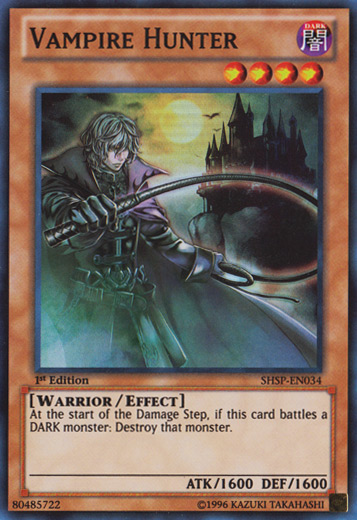 VAMPIRE HUNTER
DARK
闇
1st Edition
SHSP-EN034
[WARRIOR/EFFECT]
At the start of the Damage Step, if this card battles a
DARK monster: Destroy that monster.
ATK/1600 DEF/1600
80485722
©1996 KAZUKI TAKAHASHI